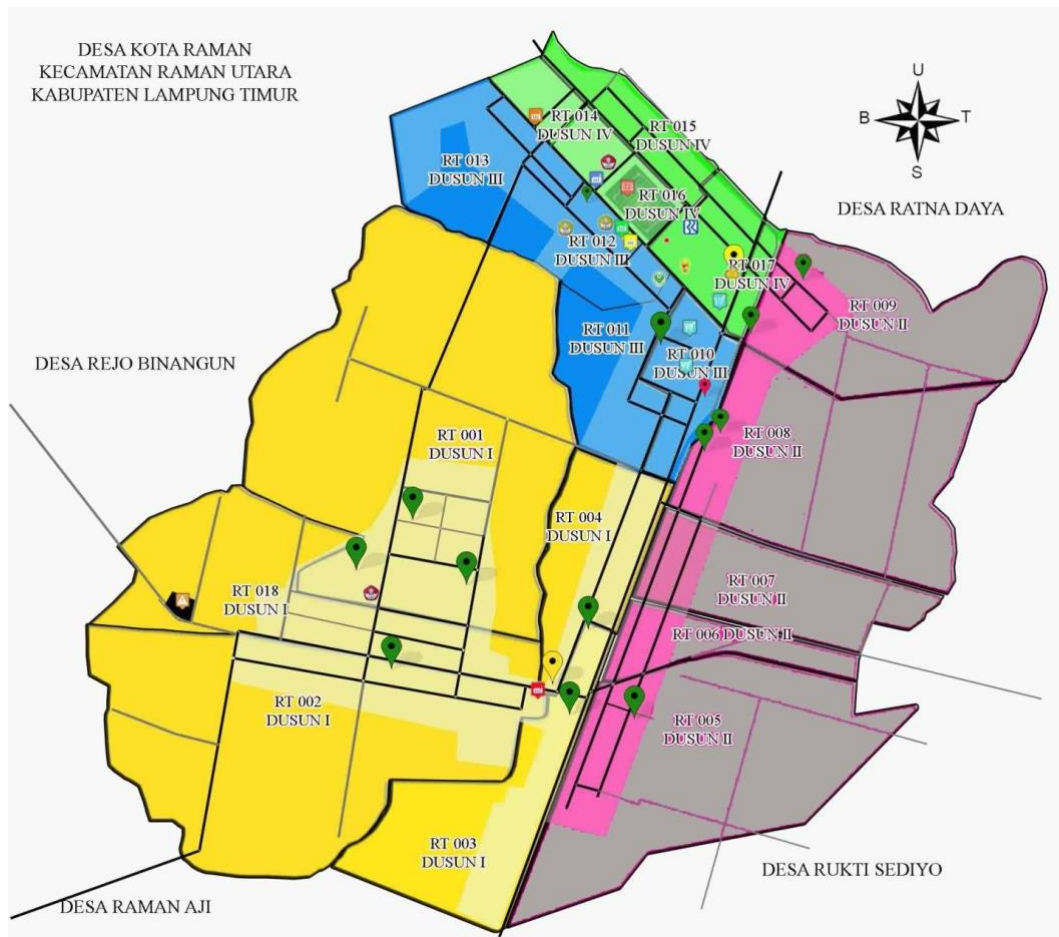 DESA KOTA RAMAN
KECAMATAN RAMAN UTARA
KABUPATEN LAMPUNG TIMUR
U
B
T
S
RT 014
DUSUN IV
RT 015
DUSUN IV
RT 013
DUSUN III
RT 016
DUSUN IV
DESA RATNA DAYA
RT 012
DUSUN III
RT 017
DUSUN IV
RT 009
DUSUN II
RT 011
DUSUN III
RT 010
DUSUN III
DESA REJO BINANGUN
RT 001
DUSUN I
RT 008
DUSUN II
RT 004
DUSUN I
RT 018
DUSUN I
RT 007
DUSUN II
RT 006 DUSUN II
RT 002
DUSUN I
RT 005
DUSUN II
RT 003
DUSUN I
DESA RUKTI SEDIYO
DESA RAMAN AJI